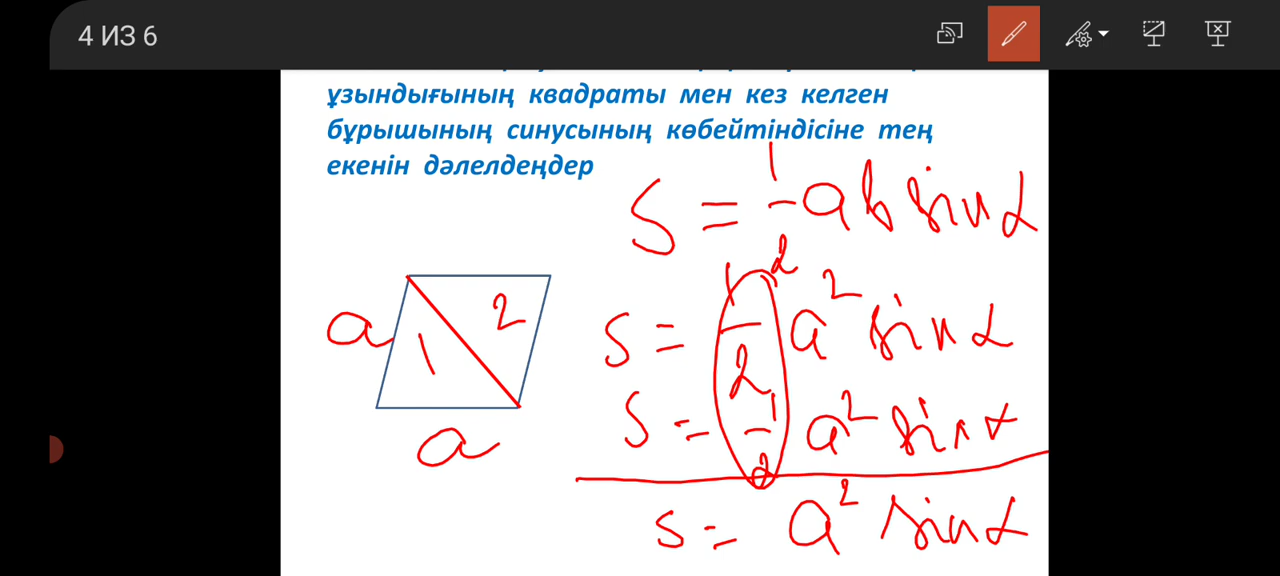 4 ИЗ 6
ұзындығының квадраты мен кез келген
бұрышының синусының көбейтіндісіне тең
екенін дәлелдеңдер
S = 1/2 ab sin α
a
1
2
a
S = 1/2 a² sin α
S = 1/2 a² sin α
S = a² sin α